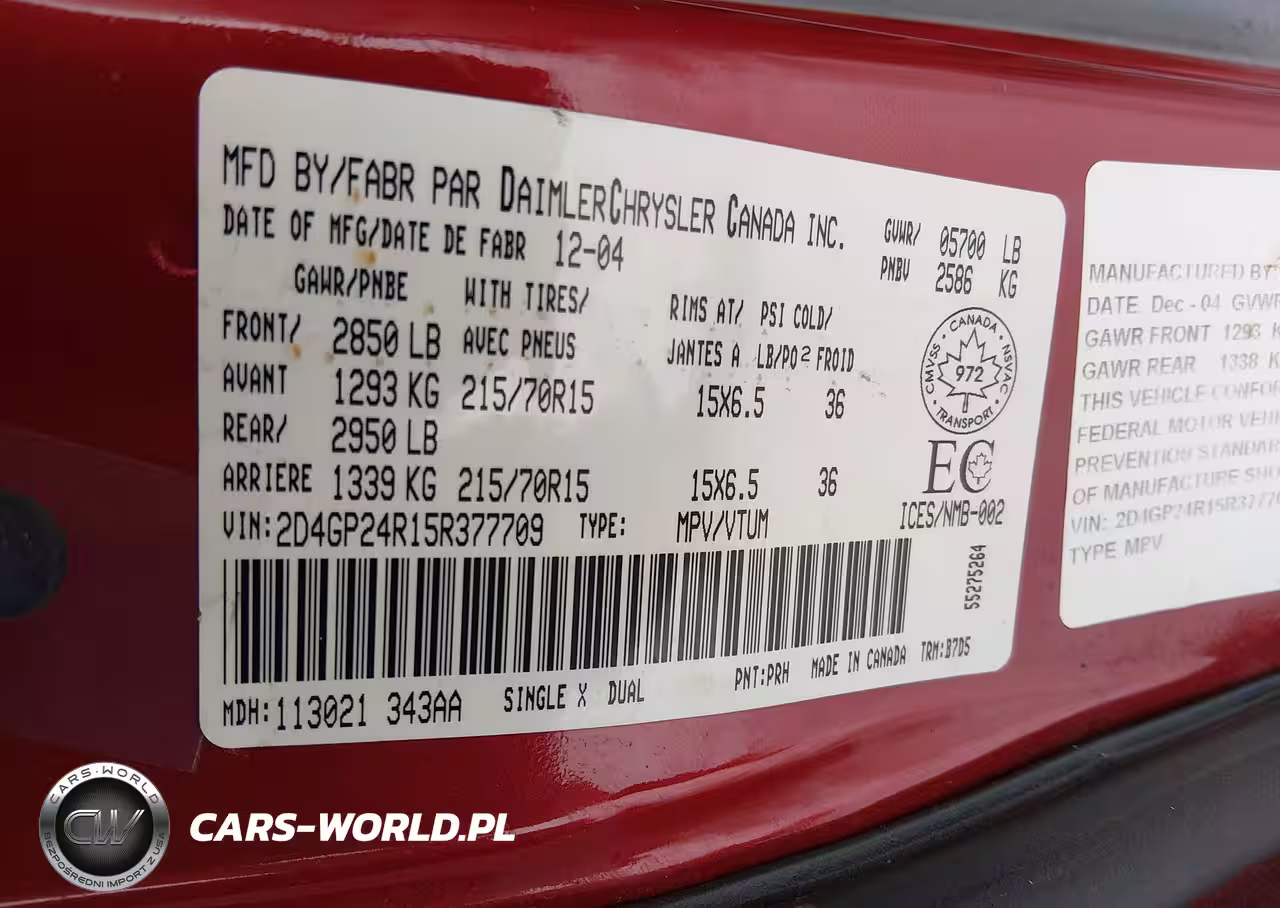 MFD BY/FABR PAR DAIMLERCHRYSLER CANADA INC.
DATE OF MFG/DATE DE FABR 12-04
GVWR/ 05700 LB
PNBV 2586 KG
GAWR/PNBE WITH TIRES/ RIMS AT/ PSI COLD/
FRONT/ 2850 LB AVEC PNEUS JANTES A LB/PO² FROID
AVANT 1293 KG 215/70R15 15X6.5 36
REAR/ 2950 LB
ARRIERE 1339 KG 215/70R15 15X6.5 36
CANADA
CMVSS 972 NSVAC
TRANSPORT
EC
ICES/NMB-002
VIN: 2D4GP24R15R377709 TYPE: MPV/VTUM
55275264
MDH: 113021 343AA SINGLE X DUAL PNT:PRH MADE IN CANADA TRM:B7D5
MANUFACTURED BY
DATE Dec - 04 GVWR
GAWR FRONT 1293 K
GAWR REAR 1338 K
THIS VEHICLE CONFO
FEDERAL MOTOR VEHI
PREVENTION STANDAR
OF MANUFACTURE SHO
VIN: 2D4GP24R15R3777
TYPE MPV
CARS-WORLD
CW
BEZPOŚREDNI IMPORT Z USA
CARS-WORLD.PL